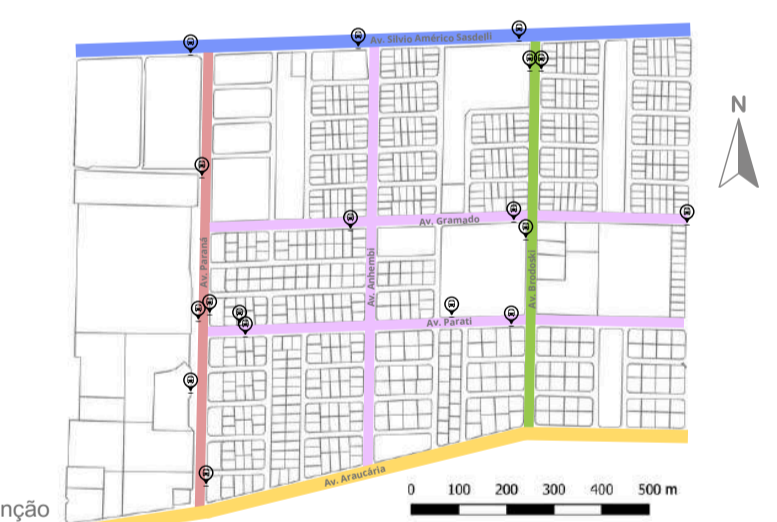 Av. Silvio Américo Sasdelli
N
Av. Gramado
Av. Paraná
Av. Anhembi
Av. Brodoski
Av. Parati
Av. Araucária
0 100 200 300 400 500 m
nção